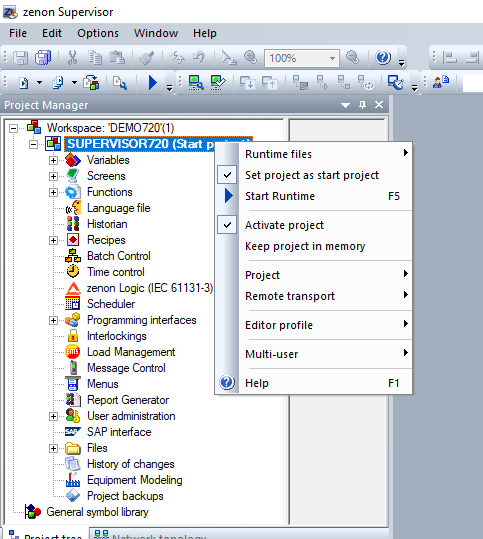 zenon Supervisor
File Edit Options Window Help
100%
Project Manager
Workspace: 'DEMO720'(1)
SUPERVISOR720 (Start
Variables
Screens
Functions
Language file
Historian
Recipes
Batch Control
Time control
zenon Logic (IEC 61131-3)
Scheduler
Programming interfaces
Interlockings
Load Management
Message Control
Menus
Report Generator
User administration
SAP interface
Files
History of changes
Equipment Modeling
Project backups
General symbol library
Project tree Network topology
Runtime files
Set project as start project
Start Runtime F5
Activate project
Keep project in memory
Project
Remote transport
Editor profile
Multi-user
Help F1